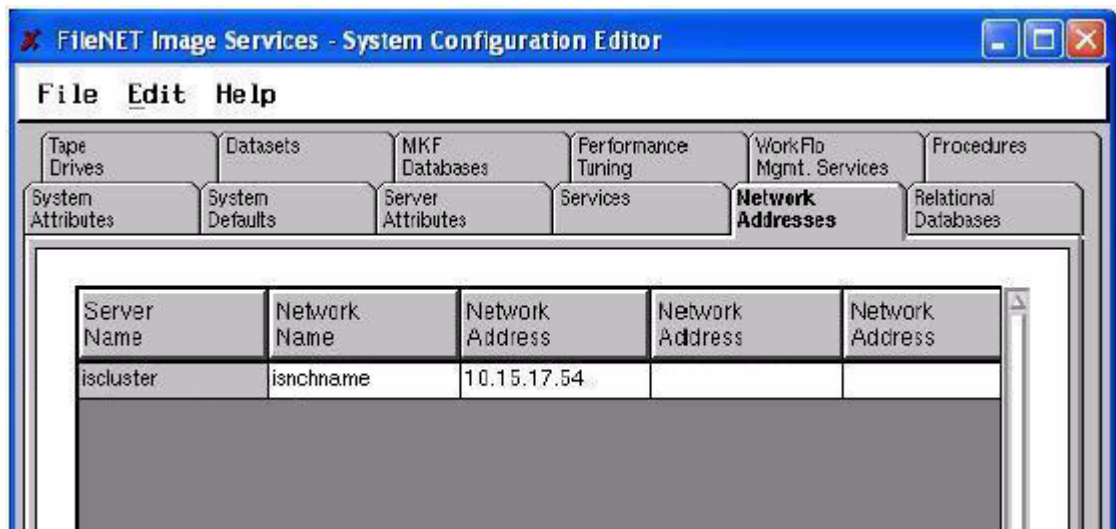 FileNET Image Services - System Configuration Editor
File Edit Help
Tape
Drives
Datasets
MKF
Databases
Performance
Tuning
WorkFlo
Mgmt. Services
Procedures
System
Attributes
System
Defaults
Server
Attributes
Services
Network
Addresses
Relational
Databases
Server
Name
Network
Name
Network
Address
Network
Address
Network
Address
iscluster
isnchname
10.15.17.54